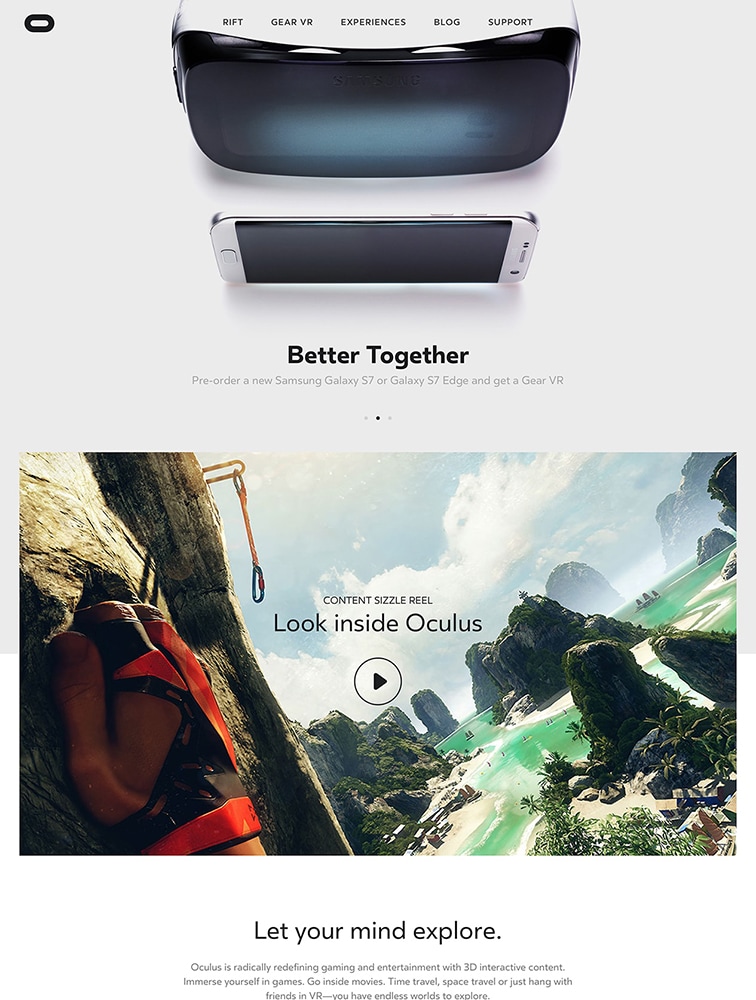 RIFT GEAR VR EXPERIENCES BLOG SUPPORT
SAMSUNG
Better Together
Pre-order a new Samsung Galaxy S7 or Galaxy S7 Edge and get a Gear VR
CONTENT SIZZLE REEL
Look inside Oculus
Let your mind explore.
Oculus is radically redefining gaming and entertainment with 3D interactive content.
Immerse yourself in games. Go inside movies. Time travel, space travel or just hang with
friends in VR—you have endless worlds to explore.